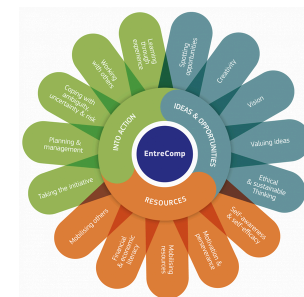 EntreComp
IDEAS & OPPORTUNITIES
Spotting
opportunities
Creativity
Vision
Valuing ideas
Ethical
& sustainable
thinking
RESOURCES
Self-awareness
& self efficacy
Motivation &
perseverance
Mobilising
resources
Financial
& economic
literacy
Mobilising others
INTO ACTION
Taking the initiative
Planning &
management
Coping with
ambiguity,
uncertainty & risk
Working
with others
Learning
through
experience